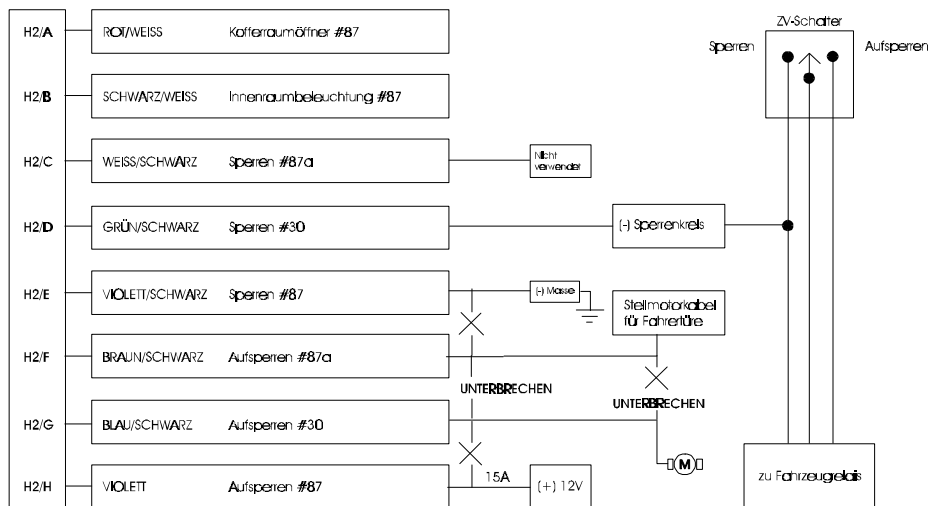 ZV-Schalter
Sperren
Aufsperren
H2/A ROT/WEISS Kofferraumöffner #87
H2/B SCHWARZ/WEISS Innenraumbeleuchtung #87
H2/C WEISS/SCHWARZ Sperren #87a
Nicht
verwendet
H2/D GRÜN/SCHWARZ Sperren #30
(-) Sperrenkreis
H2/E VIOLETT/SCHWARZ Sperren #87
(-) Masse
Stellmotorkabel
für Fahrertüre
H2/F BRAUN/SCHWARZ Aufsperren #87a
UNTERBRECHEN
UNTERBRECHEN
H2/G BLAU/SCHWARZ Aufsperren #30
M
H2/H VIOLETT Aufsperren #87
15A
(+) 12V
zu Fahrzeugrelais